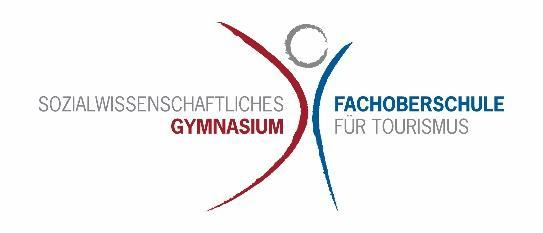 SOZIALWISSENSCHAFTLICHES
GYMNASIUM
FACHOBERSCHULE
FÜR TOURISMUS